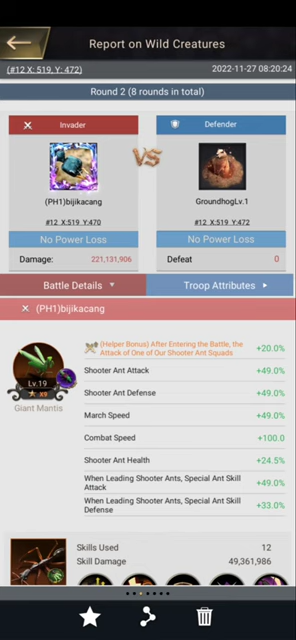 Report on Wild Creatures
(#12 X: 519, Y: 472)
2022-11-27 08:20:24
Round 2 (8 rounds in total)
Invader
Defender
VS
(PH1)bijikacang
GroundhogLv.1
#12 X:519 Y:470
#12 X:519 Y:472
No Power Loss
No Power Loss
Damage:
221,131,906
Defeat
0
Battle Details
Troop Attributes
(PH1)bijikacang
(Helper Bonus) After Entering the Battle, the
Attack of One of Our Shooter Ant Squads
+20.0%
Shooter Ant Attack
+49.0%
Shooter Ant Defense
+49.0%
March Speed
+49.0%
Combat Speed
+100.0
Shooter Ant Health
+24.5%
When Leading Shooter Ants, Special Ant Skill
Attack
+49.0%
When Leading Shooter Ants, Special Ant Skill
Defense
+33.0%
Lv.19
X9
Giant Mantis
Skills Used
12
Skill Damage
49,361,986